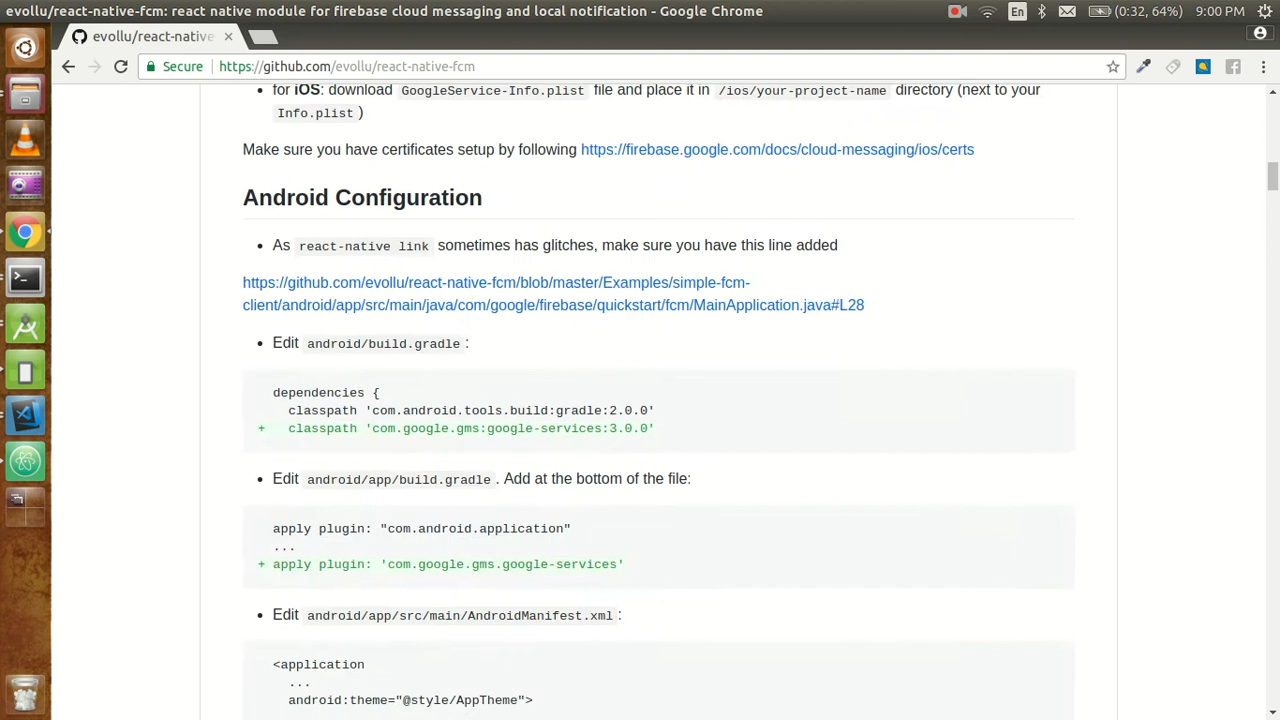 evollu/react-native-fcm: react native module for firebase cloud messaging and local notification - Google Chrome
En
(0:32, 64%)
9:00 PM
evollu/react-native
Secure
https://github.com/evollu/react-native-fcm
• for iOS: download GoogleService-Info.plist file and place it in /ios/your-project-name directory (next to your
Info.plist )
Make sure you have certificates setup by following https://firebase.google.com/docs/cloud-messaging/ios/certs
Android Configuration
• As react-native link sometimes has glitches, make sure you have this line added
https://github.com/evollu/react-native-fcm/blob/master/Examples/simple-fcm-
client/android/app/src/main/java/com/google/firebase/quickstart/fcm/MainApplication.java#L28
• Edit android/build.gradle :
dependencies {
classpath 'com.android.tools.build:gradle:2.0.0'
+ classpath 'com.google.gms:google-services:3.0.0'
• Edit android/app/build.gradle . Add at the bottom of the file:
apply plugin: "com.android.application"
...
+ apply plugin: 'com.google.gms.google-services'
• Edit android/app/src/main/AndroidManifest.xml :
<application
...
android:theme="@style/AppTheme">